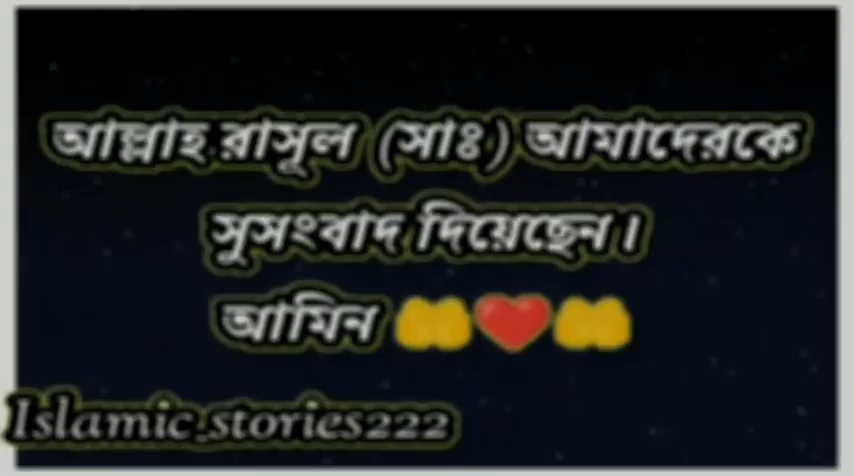 আল্লাহ রাসূল (সাঃ) আমাদেরকে
সুসংবাদ দিয়েছেন।
আমিন 🤲❤️🤲
Islamic_stories222